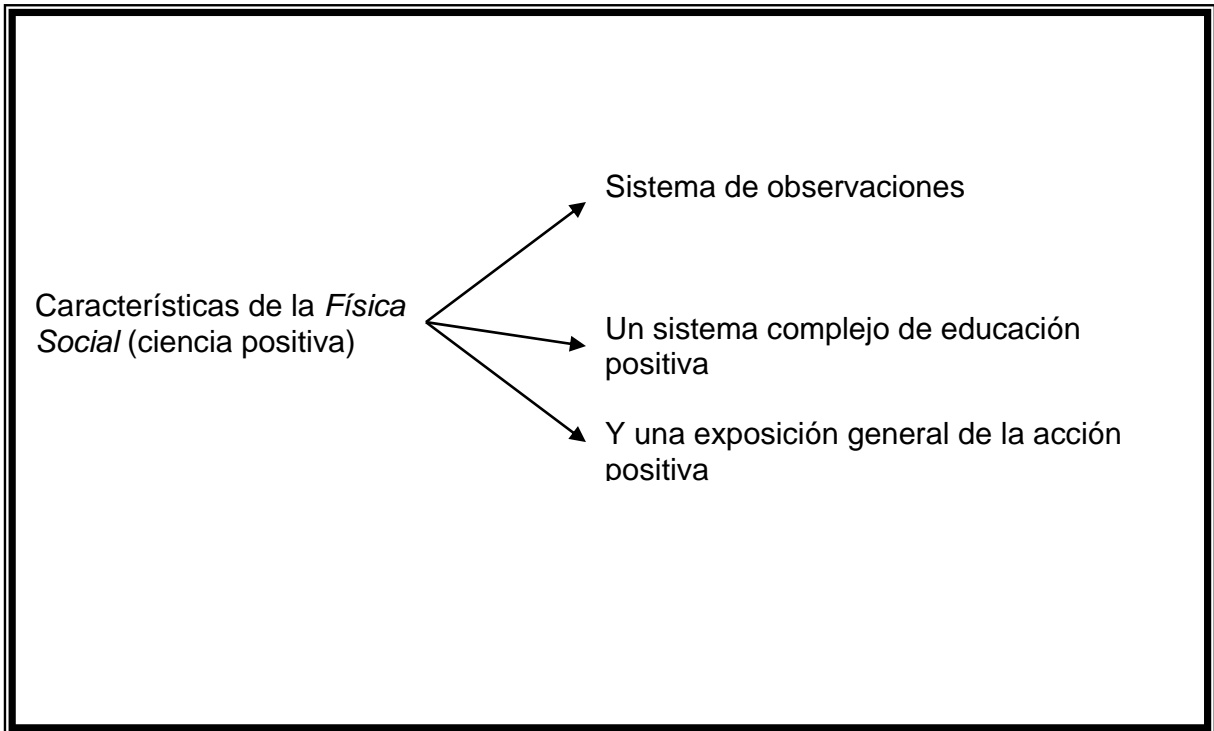 Sistema de observaciones
Características de la Física
Social (ciencia positiva)
Un sistema complejo de educación
positiva
Y una exposición general de la acción
positiva